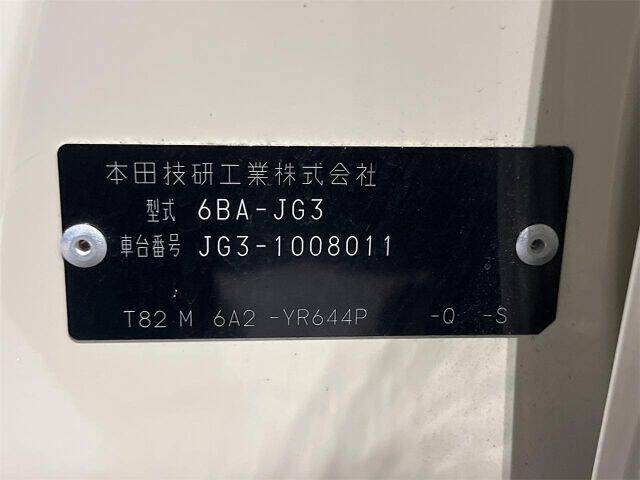 本田技研工業株式会社
型式 6BA-JG3
車台番号 JG3-1008011
T82 M 6A2 -YR644P -Q -S